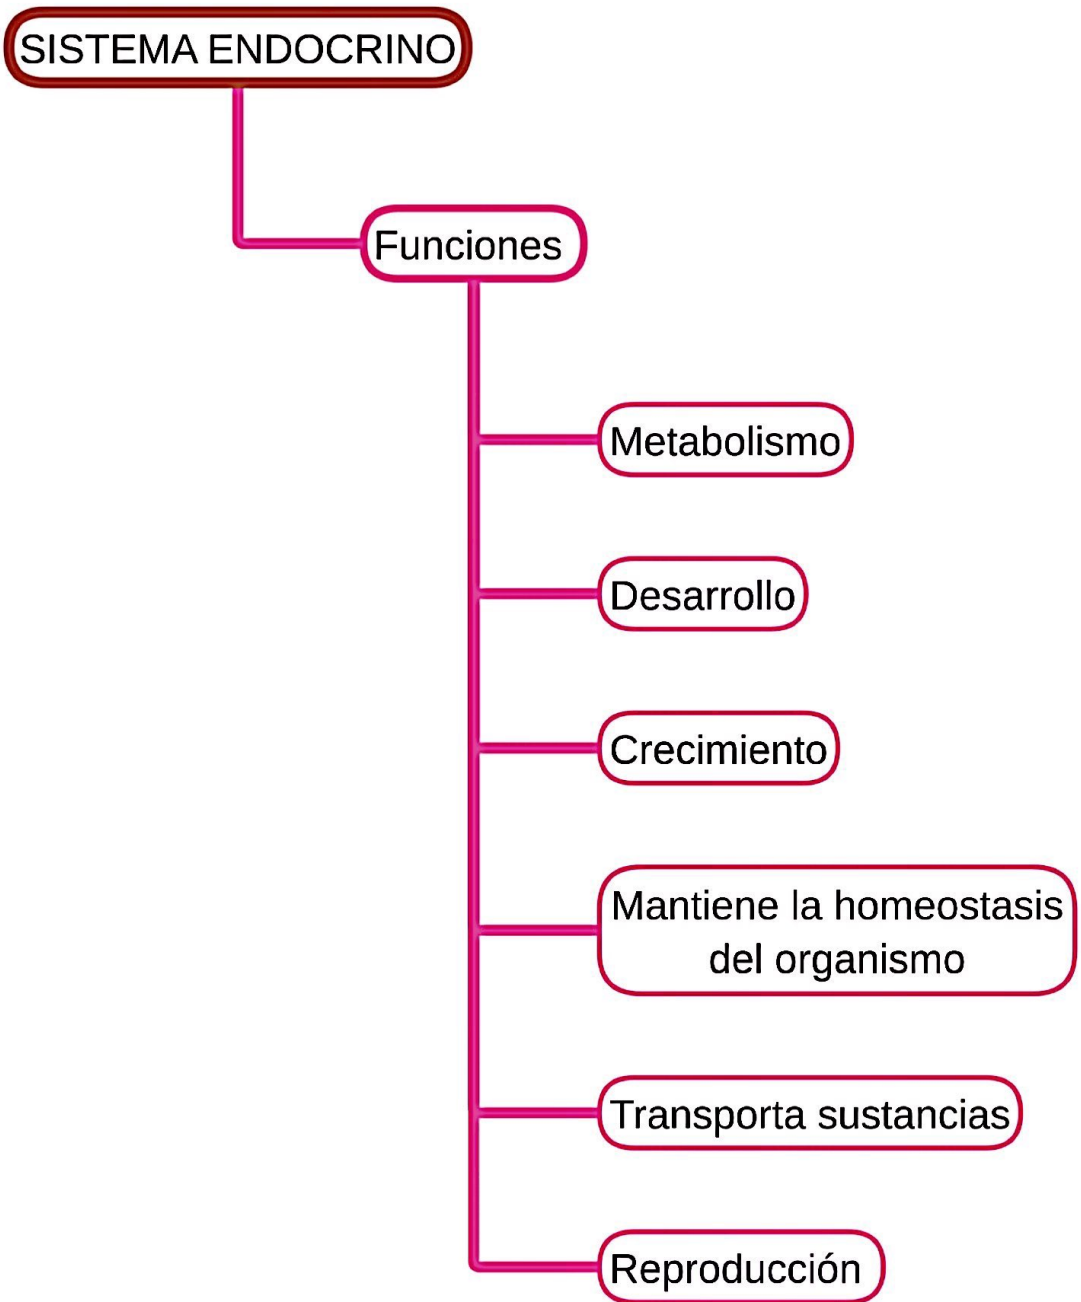 SISTEMA ENDOCRINO
Funciones
Metabolismo
Desarrollo
Crecimiento
Mantiene la homeostasis
del organismo
Transporta sustancias
Reproducción